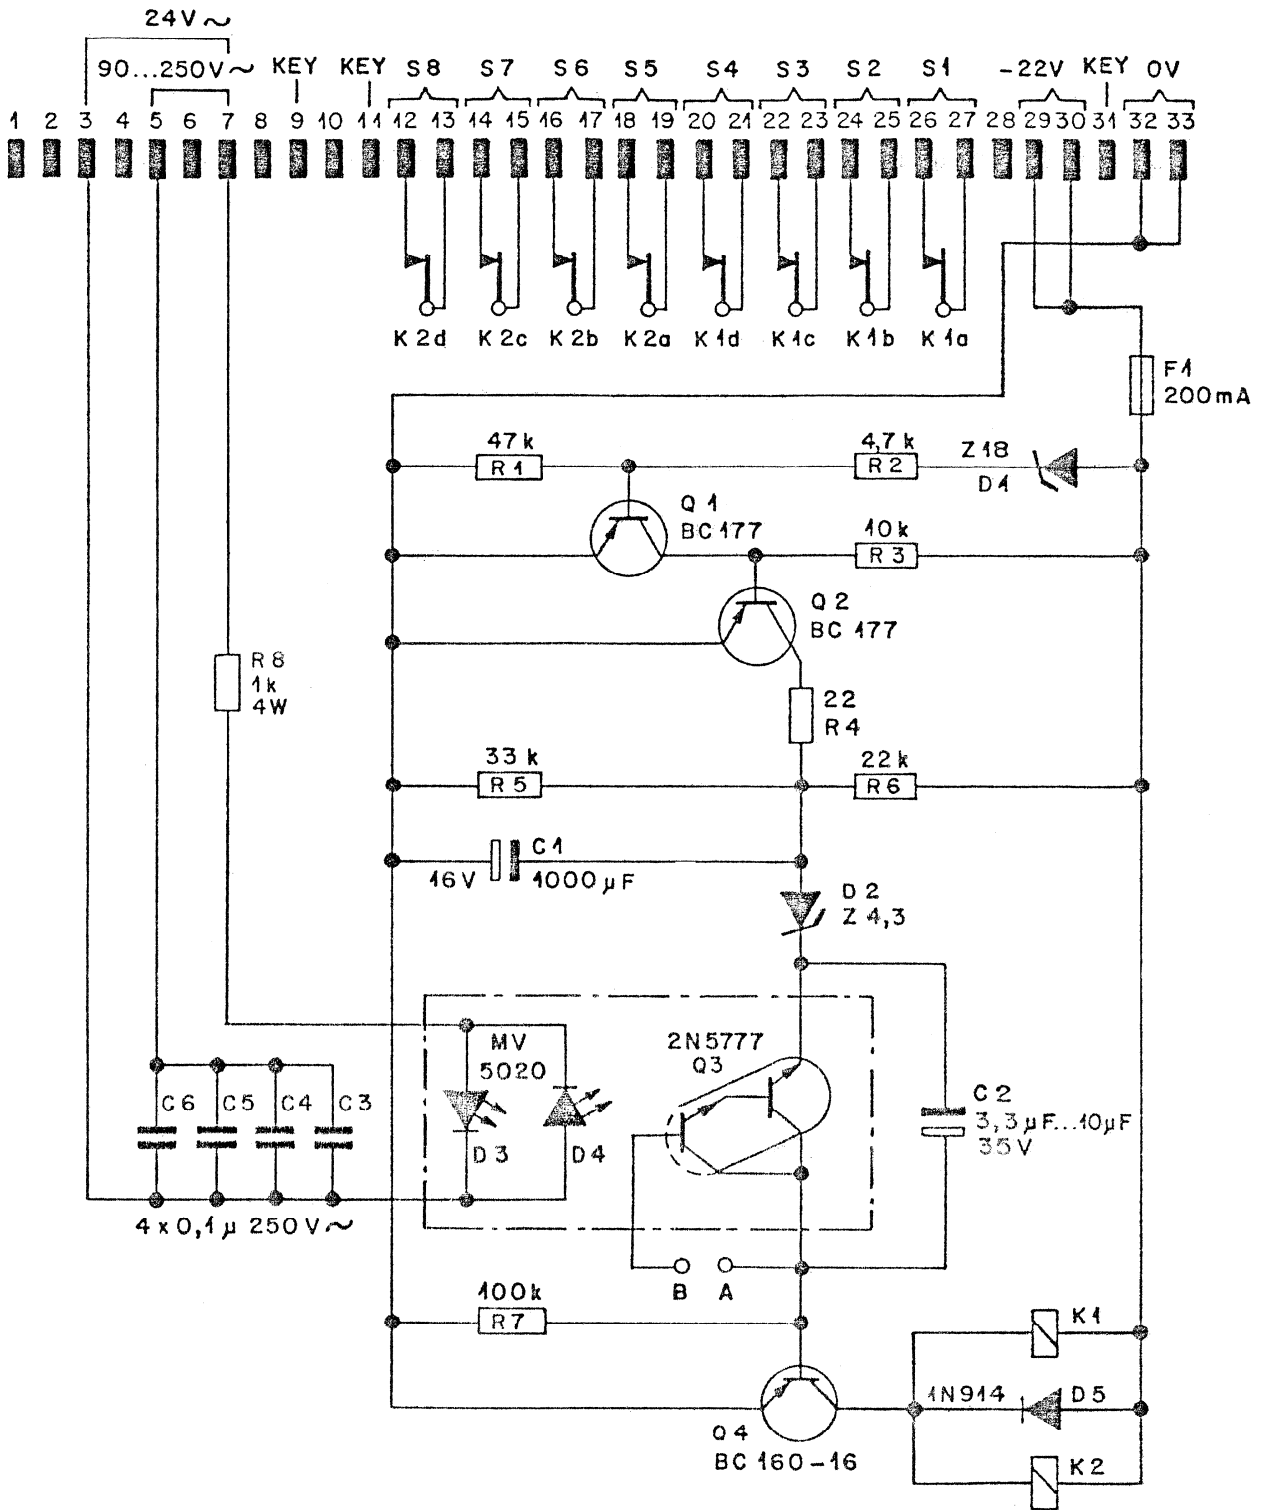 24V~
90...250V~ KEY KEY S8 S7 S6 S5 S4 S3 S2 S1 -22V KEY 0V
1 2 3 4 5 6 7 8 9 10 11 12 13 14 15 16 17 18 19 20 21 22 23 24 25 26 27 28 29 30 31 32 33
K2d K2c K2b K2a K1d K1c K1b K1a
F1
200mA
47k
R1
4,7k
R2
Z18
D1
Q1
BC177
10k
R3
Q2
BC 177
R8
1k
4W
22
R4
33k
R5
22k
R6
C1
16V 1000µF
D2
Z4,3
MV
5020
2N5777
Q3
C6 C5 C4 C3
D3 D4
C2
3,3µF...10µF
35V
4x0,1µ 250V~
B A
100k
R7
K1
1N914 D5
Q4
BC 160-16
K2